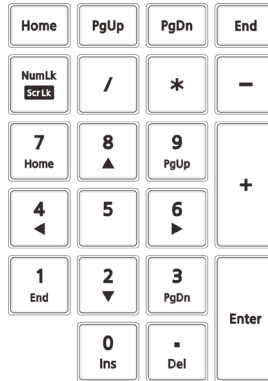 Home PgUp PgDn End
NumLk / * -
ScrLk
7 8 9 +
Home ▲ PgUp
4 5 6
◀ ▶
1 2 3 Enter
End ▼ PgDn
0 .
Ins Del